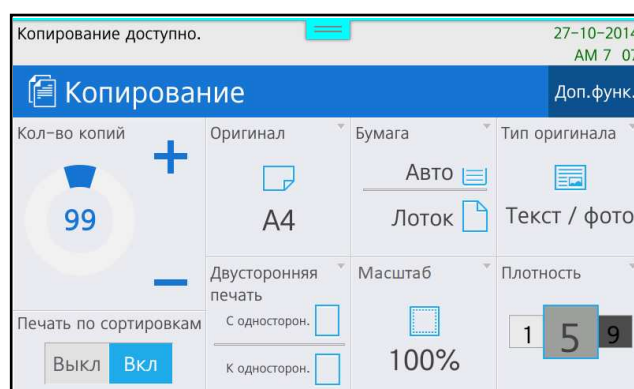 Копирование доступно.
27-10-2014
AM 7 07
Копирование
Доп.функ.
Кол-во копий
99
Оригинал
A4
Бумага
Авто
Лоток
Тип оригинала
Текст / фото
Печать по сортировкам
Выкл Вкл
Двусторонняя
печать
С односторон.
К односторон.
Масштаб
100%
Плотность
1 5 9